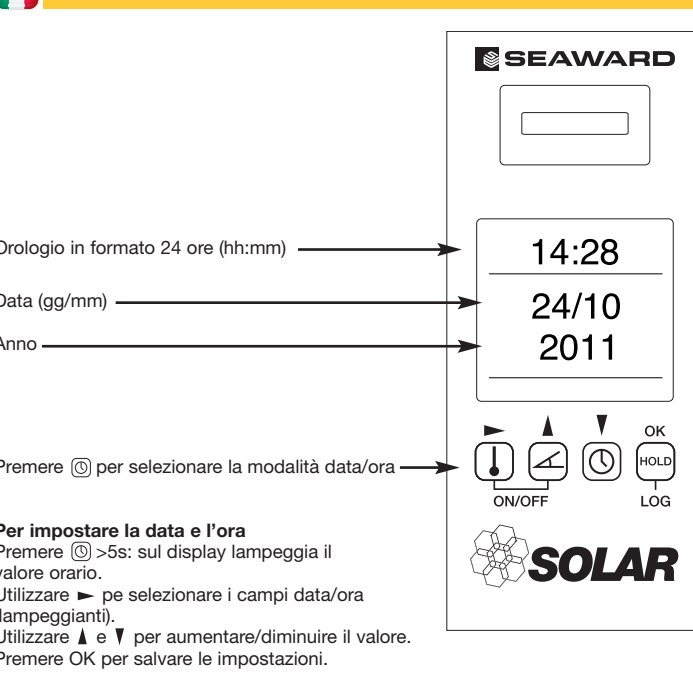 SEAWARD
Orologio in formato 24 ore (hh:mm)
14:28
Data (gg/mm)
24/10
Anno
2011
OK
Premere per selezionare la modalità data/ora
HOLD
ON/OFF
LOG
Per impostare la data e l'ora
Premere >5s: sul display lampeggia il
valore orario.
Utilizzare ► pe selezionare i campi data/ora
lampeggianti).
Utilizzare ▲ e ▼ per aumentare/diminuire il valore.
Premere OK per salvare le impostazioni.
SOLAR